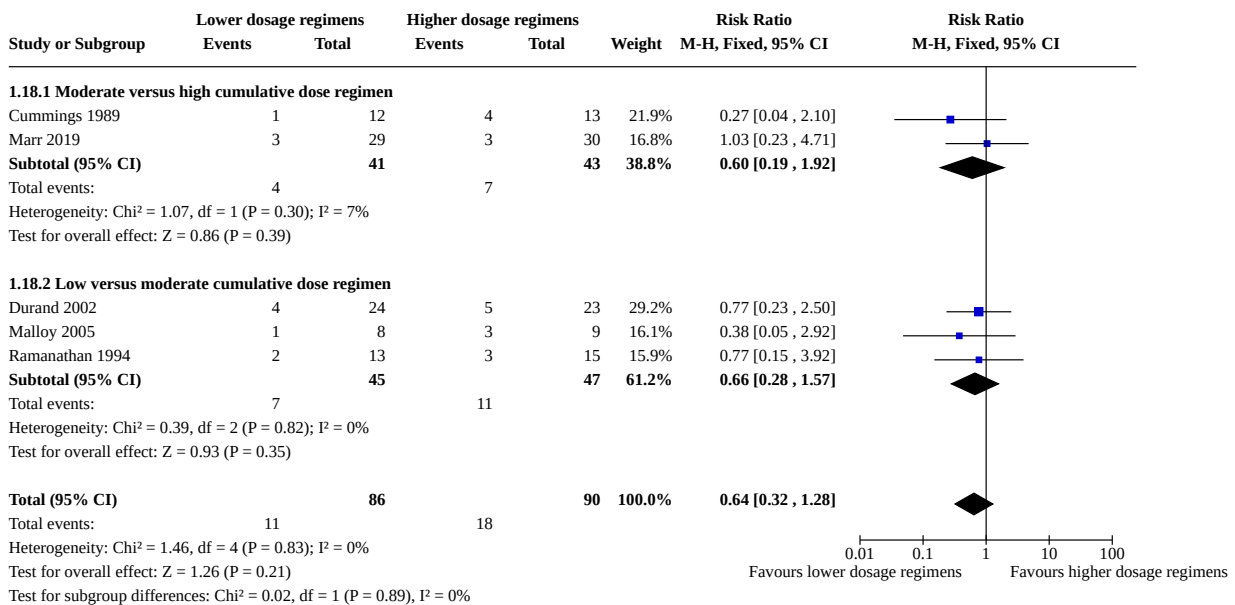 Lower dosage regimens Higher dosage regimens Risk Ratio Risk Ratio
Study or Subgroup Events Total Events Total Weight M-H, Fixed, 95% CI M-H, Fixed, 95% CI
1.18.1 Moderate versus high cumulative dose regimen
Cummings 1989 1 12 4 13 21.9% 0.27 [0.04 , 2.10]
Marr 2019 3 29 3 30 16.8% 1.03 [0.23 , 4.71]
Subtotal (95% CI) 41 43 38.8% 0.60 [0.19 , 1.92]
Total events: 4 7
Heterogeneity: Chi² = 1.07, df = 1 (P = 0.30); I² = 7%
Test for overall effect: Z = 0.86 (P = 0.39)
1.18.2 Low versus moderate cumulative dose regimen
Durand 2002 4 24 5 23 29.2% 0.77 [0.23 , 2.50]
Malloy 2005 1 8 3 9 16.1% 0.38 [0.05 , 2.92]
Ramanathan 1994 2 13 3 15 15.9% 0.77 [0.15 , 3.92]
Subtotal (95% CI) 45 47 61.2% 0.66 [0.28 , 1.57]
Total events: 7 11
Heterogeneity: Chi² = 0.39, df = 2 (P = 0.82); I² = 0%
Test for overall effect: Z = 0.93 (P = 0.35)
Total (95% CI) 86 90 100.0% 0.64 [0.32 , 1.28]
Total events: 11 18
Heterogeneity: Chi² = 1.46, df = 4 (P = 0.83); I² = 0%
0.01 0.1 1 10 100
Test for overall effect: Z = 1.26 (P = 0.21)
Favours lower dosage regimens Favours higher dosage regimens
Test for subgroup differences: Chi² = 0.02, df = 1 (P = 0.89), I² = 0%